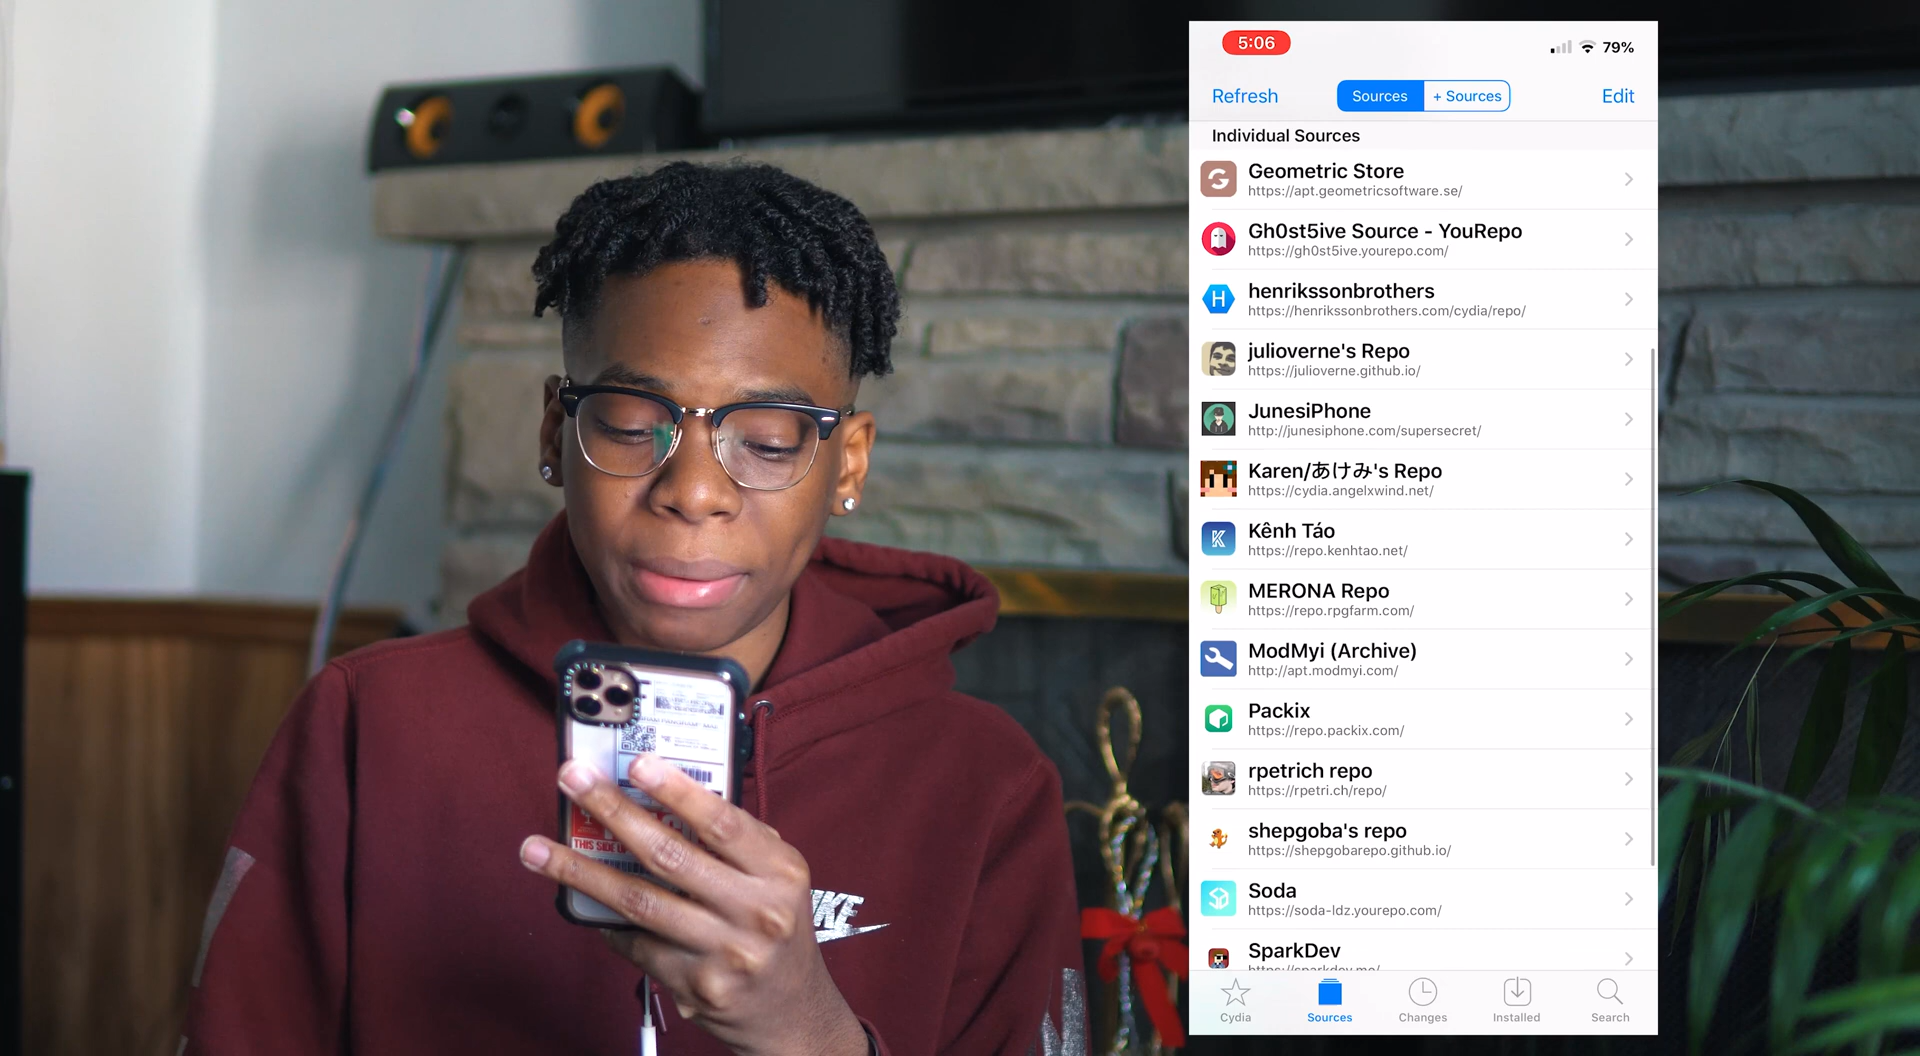 5:06
79%
Refresh
Sources
+ Sources
Edit
Individual Sources
Geometric Store
https://apt.geometricsoftware.se/
Gh0st5ive Source - YouRepo
https://gh0st5ive.yourepo.com/
H
henrikssonbrothers
https://henrikssonbrothers.com/cydia/repo/
julioverne's Repo
https://julioverne.github.io/
JunesiPhone
http://junesiphone.com/supersecret/
Karen/あけみ's Repo
https://cydia.angelxwind.net/
K
Kênh Táo
https://repo.kenhtao.net/
MERONA Repo
https://repo.rpgfarm.com/
ModMyi (Archive)
http://apt.modmyi.com/
Packix
https://repo.packix.com/
rpetrich repo
https://rpetri.ch/repo/
shepgoba's repo
https://shepgobarepo.github.io/
Soda
https://soda-ldz.yourepo.com/
SparkDev
https://sparkdev.me/
Cydia
Sources
Changes
Installed
Search
THIS SIDE